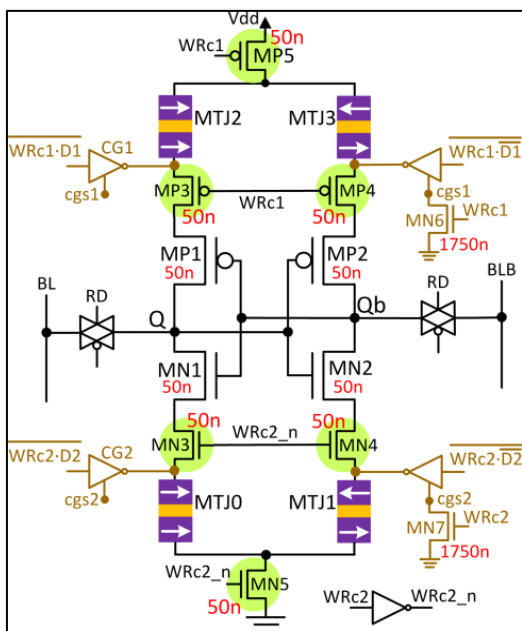 Vdd
50n
WRc1
MP5
MTJ2
MTJ3
WRc1·D1
CG1
WRc1·D1
cgs1
cgs1
MP3
MP4
WRc1
WRc1
MN6
50n
50n
1750n
MP1
MP2
50n
50n
BL
BLB
RD
RD
Q
Qb
MN1
MN2
50n
50n
50n
50n
WRc2_n
MN3
MN4
WRc2·D2
CG2
WRc2·D2
cgs2
cgs2
MTJ0
MTJ1
WRc2
MN7
1750n
WRc2_n
MN5
50n
WRc2
WRc2_n